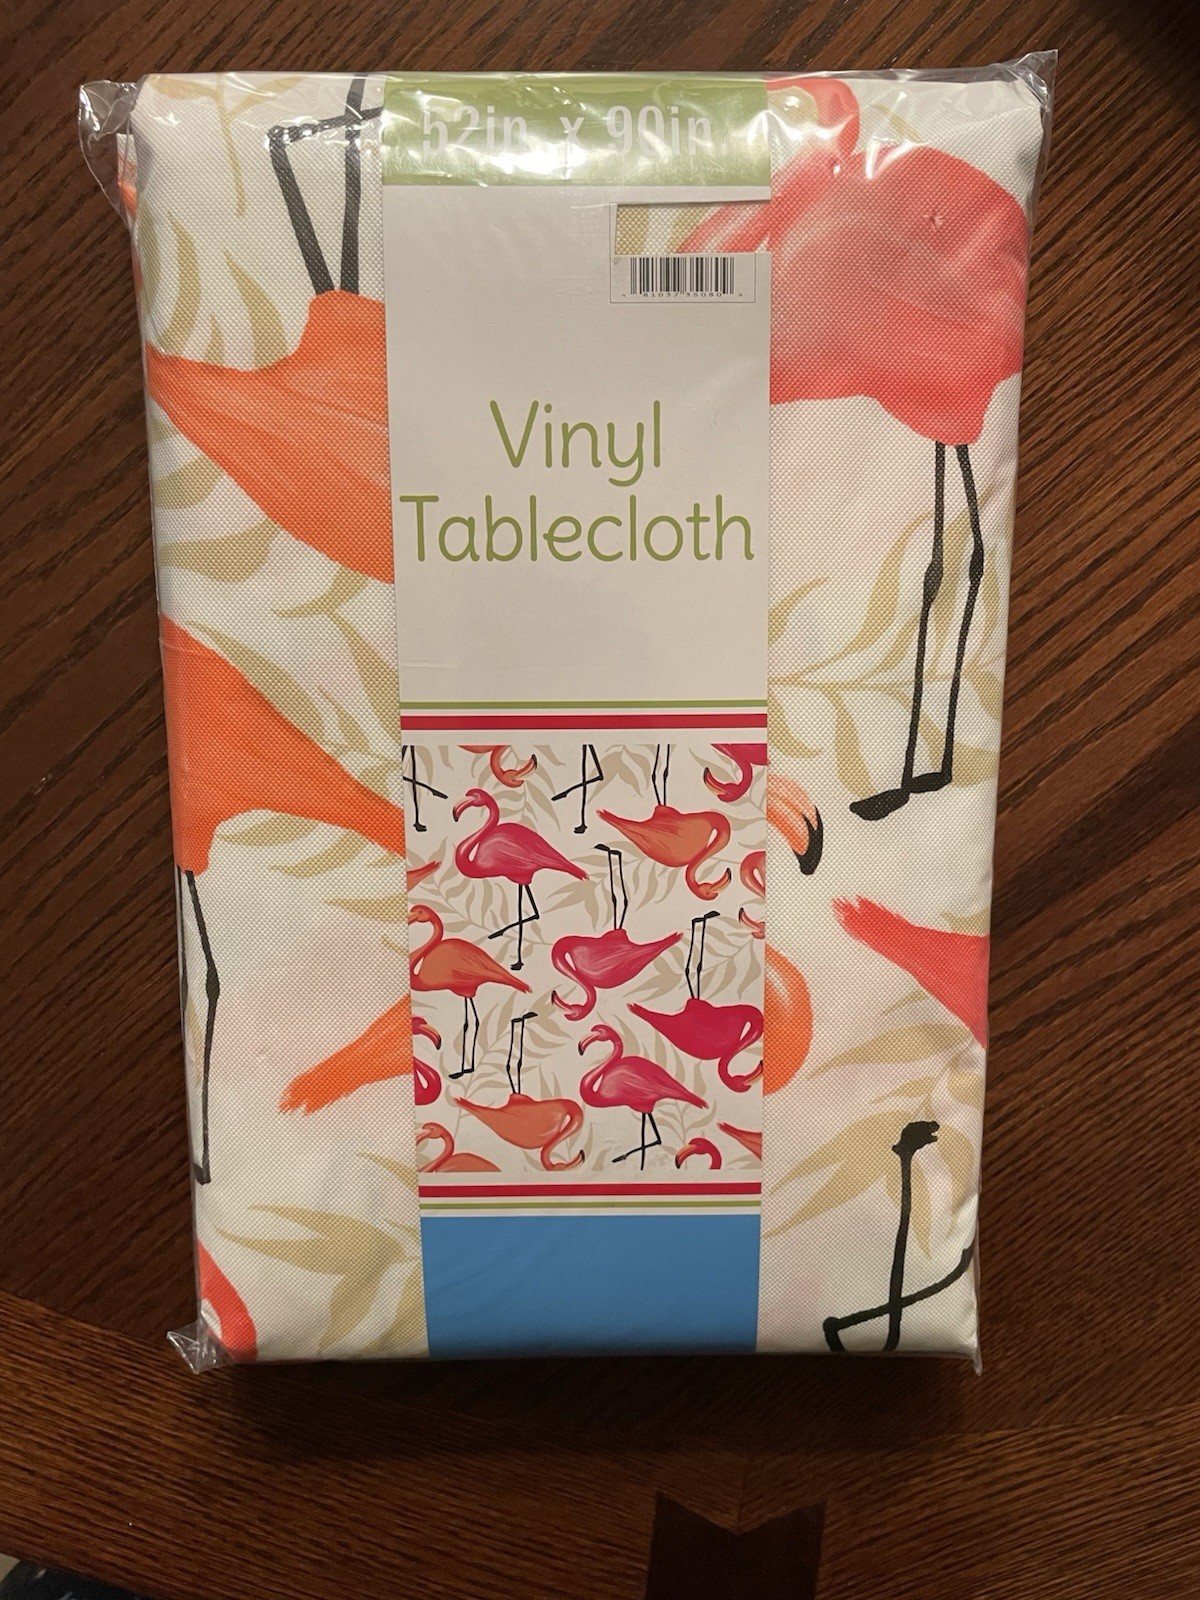 52in. x 90in.
Vinyl
Tablecloth